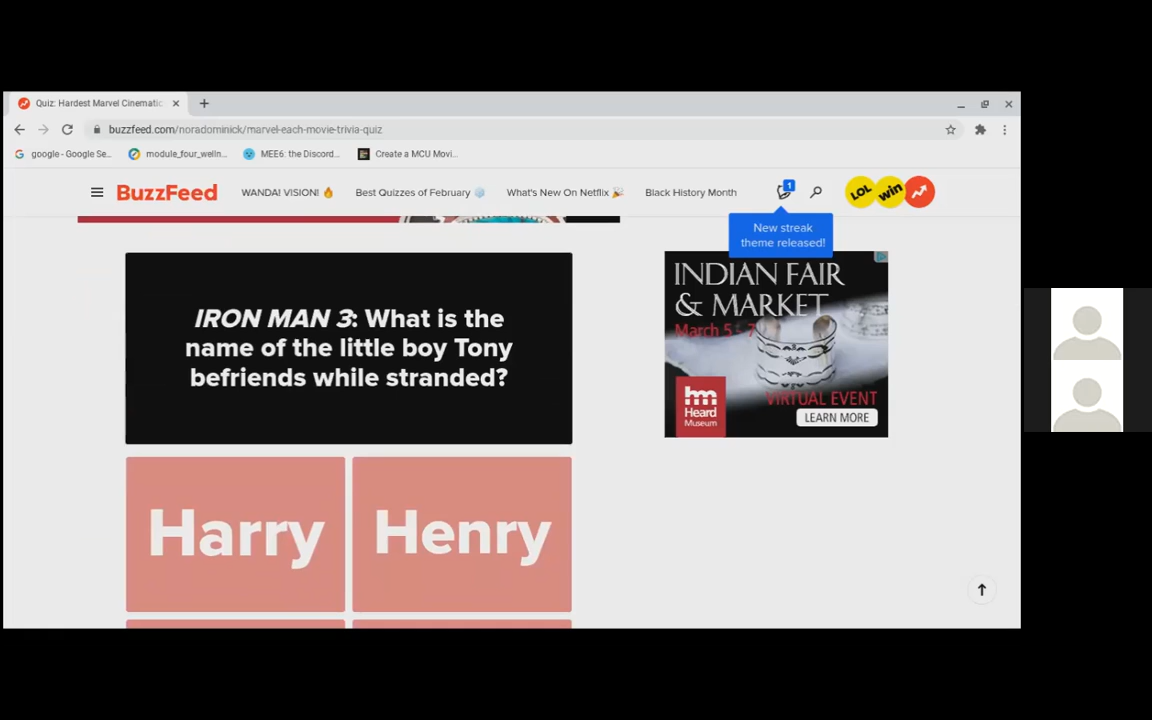 Quiz: Hardest Marvel Cinematic
buzzfeed.com/noradominick/marvel-each-movie-trivia-quiz
google - Google Se...
module_four_welln...
MEE6: the Discord...
Create a MCU Movi...
BuzzFeed
WANDA! VISION! 🔥
Best Quizzes of February ❄️
What's New On Netflix 🎉
Black History Month
1
LOL
win
New streak
theme released!
IRON MAN 3: What is the
name of the little boy Tony
befriends while stranded?
Harry
Henry
INDIAN FAIR
& MARKET
March 5 - 7
VIRTUAL EVENT
LEARN MORE
hm
Heard
Museum